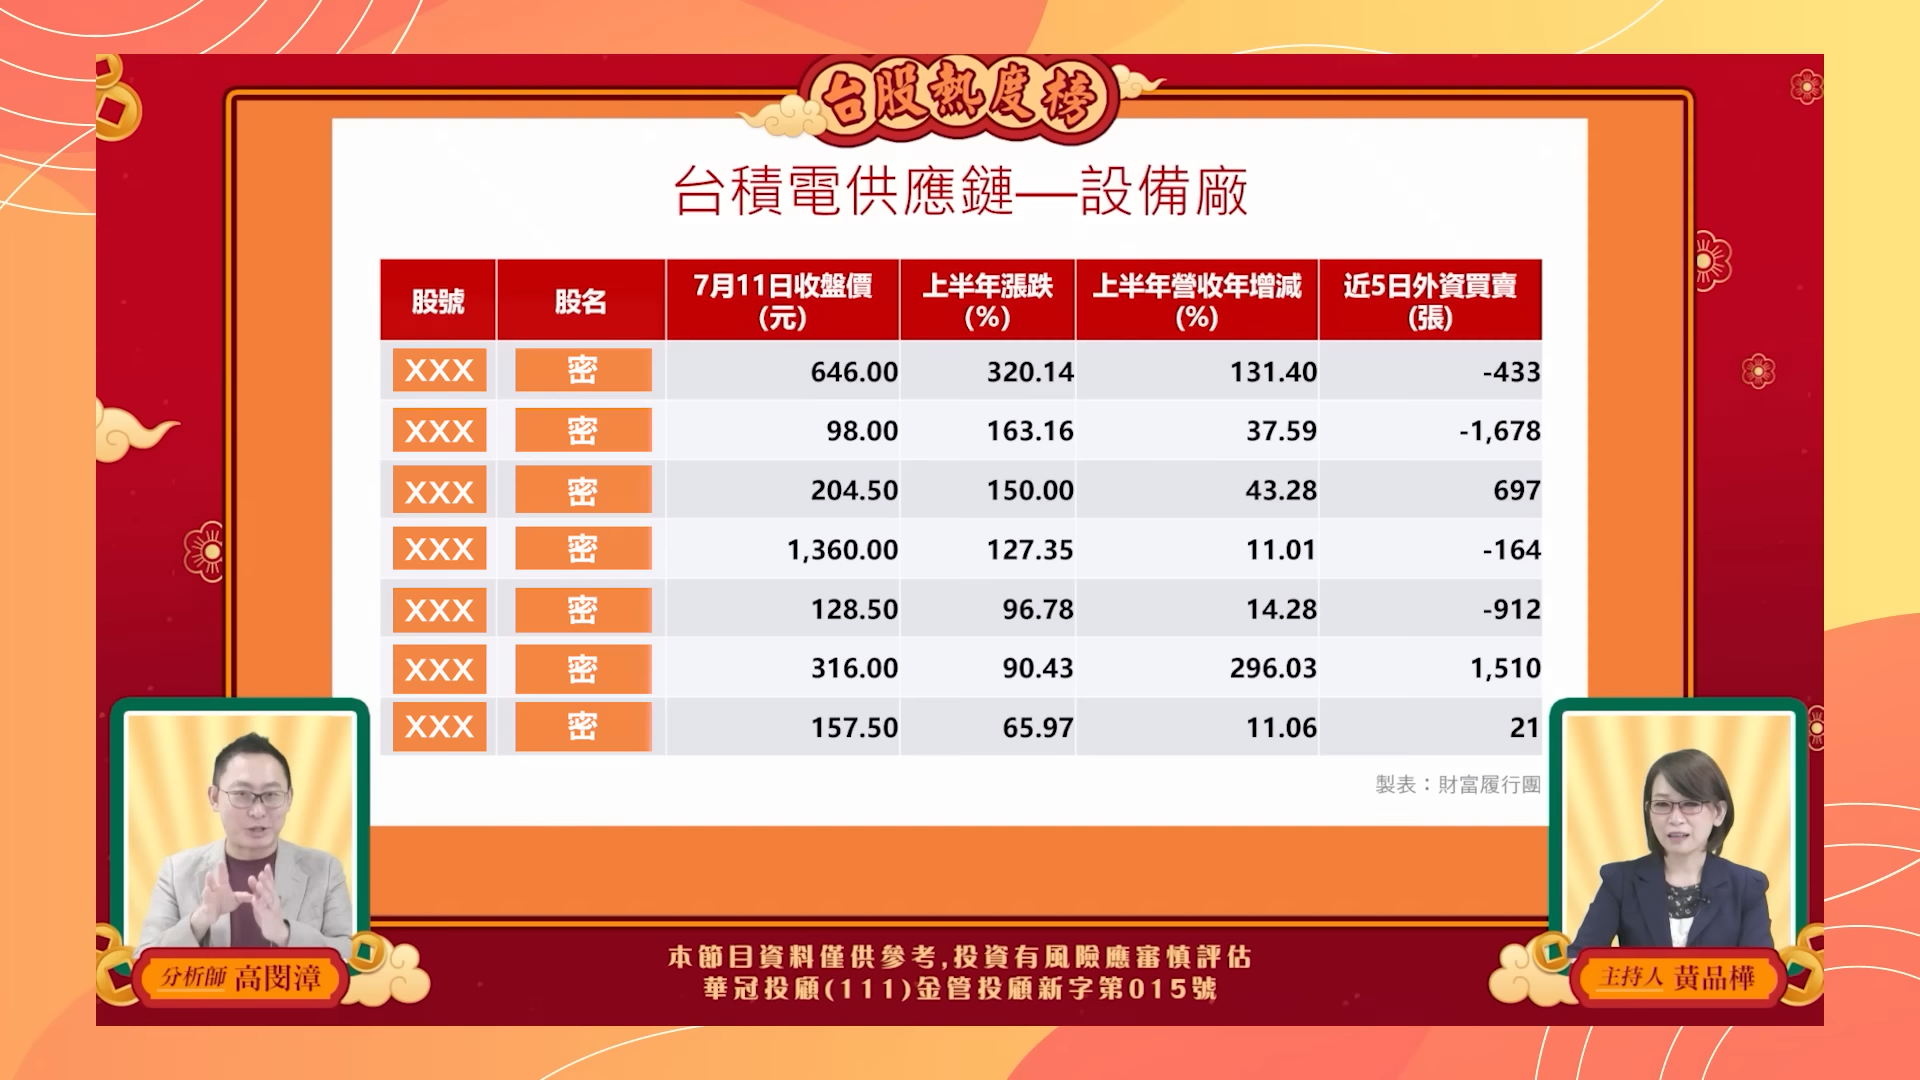 台股熱度榜
台積電供應鏈—設備廠
股號 股名 7月11日收盤價(元) 上半年漲跌(%) 上半年營收年增減(%) 近5日外資買賣(張)
XXX 密 646.00 320.14 131.40 -433
XXX 密 98.00 163.16 37.59 -1,678
XXX 密 204.50 150.00 43.28 697
XXX 密 1,360.00 127.35 11.01 -164
XXX 密 128.50 96.78 14.28 -912
XXX 密 316.00 90.43 296.03 1,510
XXX 密 157.50 65.97 11.06 21
製表：財富履行團
分析師 高閔漳
本節目資料僅供參考,投資有風險應審慎評估
華冠投顧(111)金管投顧新字第015號
主持人 黃品樺